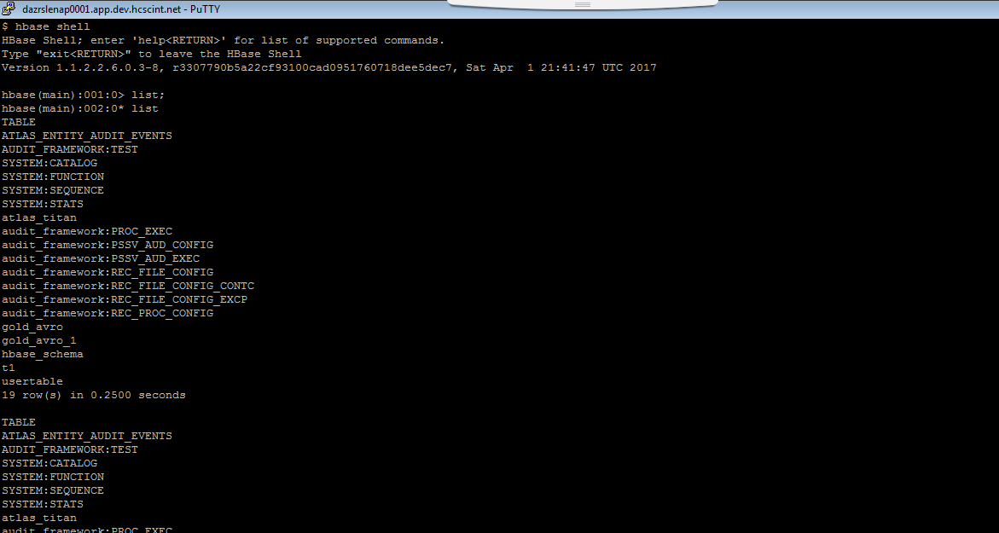 dazrslenap0001.app.dev.hcscint.net - PuTTY
$ hbase shell
HBase Shell; enter 'help<RETURN>' for list of supported commands.
Type "exit<RETURN>" to leave the HBase Shell
Version 1.1.2.2.6.0.3-8, r3307790b5a22cf93100cad0951760718dee5dec7, Sat Apr  1 21:41:47 UTC 2017
hbase(main):001:0> list;
hbase(main):002:0* list
TABLE
ATLAS_ENTITY_AUDIT_EVENTS
AUDIT_FRAMEWORK:TEST
SYSTEM:CATALOG
SYSTEM:FUNCTION
SYSTEM:SEQUENCE
SYSTEM:STATS
atlas_titan
audit_framework:PROC_EXEC
audit_framework:PSSV_AUD_CONFIG
audit_framework:PSSV_AUD_EXEC
audit_framework:REC_FILE_CONFIG
audit_framework:REC_FILE_CONFIG_CONTC
audit_framework:REC_FILE_CONFIG_EXCP
audit_framework:REC_PROC_CONFIG
gold_avro
gold_avro_1
hbase_schema
t1
usertable
19 row(s) in 0.2500 seconds
TABLE
ATLAS_ENTITY_AUDIT_EVENTS
AUDIT_FRAMEWORK:TEST
SYSTEM:CATALOG
SYSTEM:FUNCTION
SYSTEM:SEQUENCE
SYSTEM:STATS
atlas_titan
audit_framework:PROC_EXEC